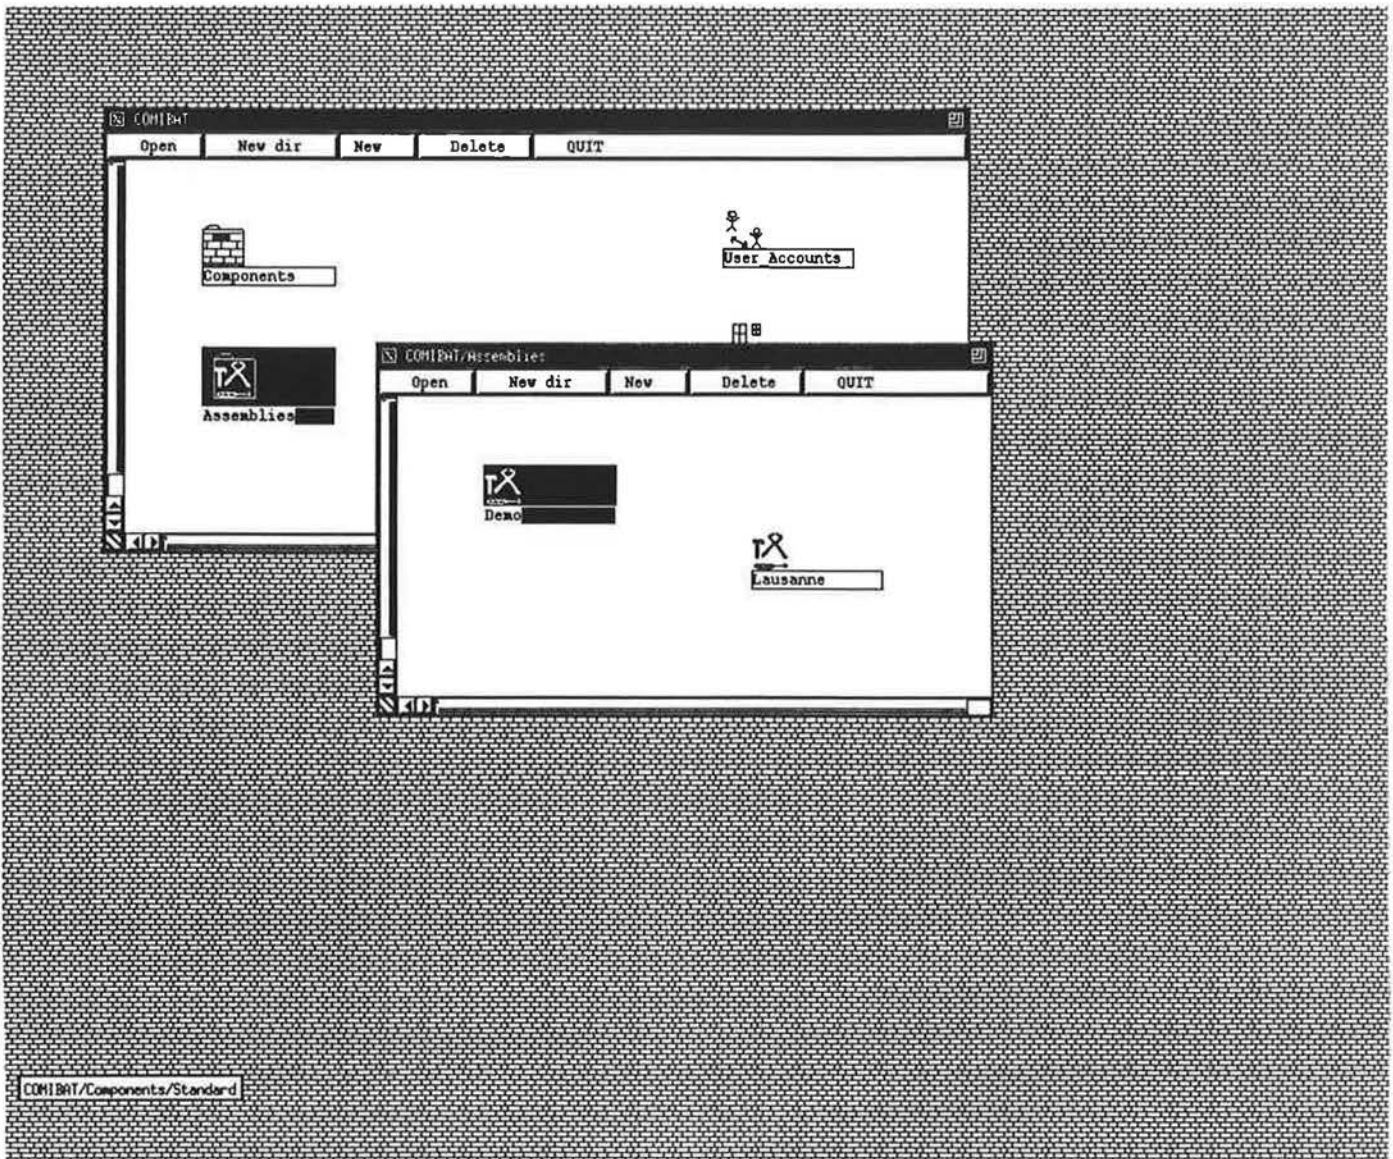 COMIBAT
Open New dir New Delete QUIT
Components
User_Accounts
Assemblies
COMIBAT/Assemblies
Open New dir New Delete QUIT
Demo
Lausanne
COMIBAT/Components/Standard